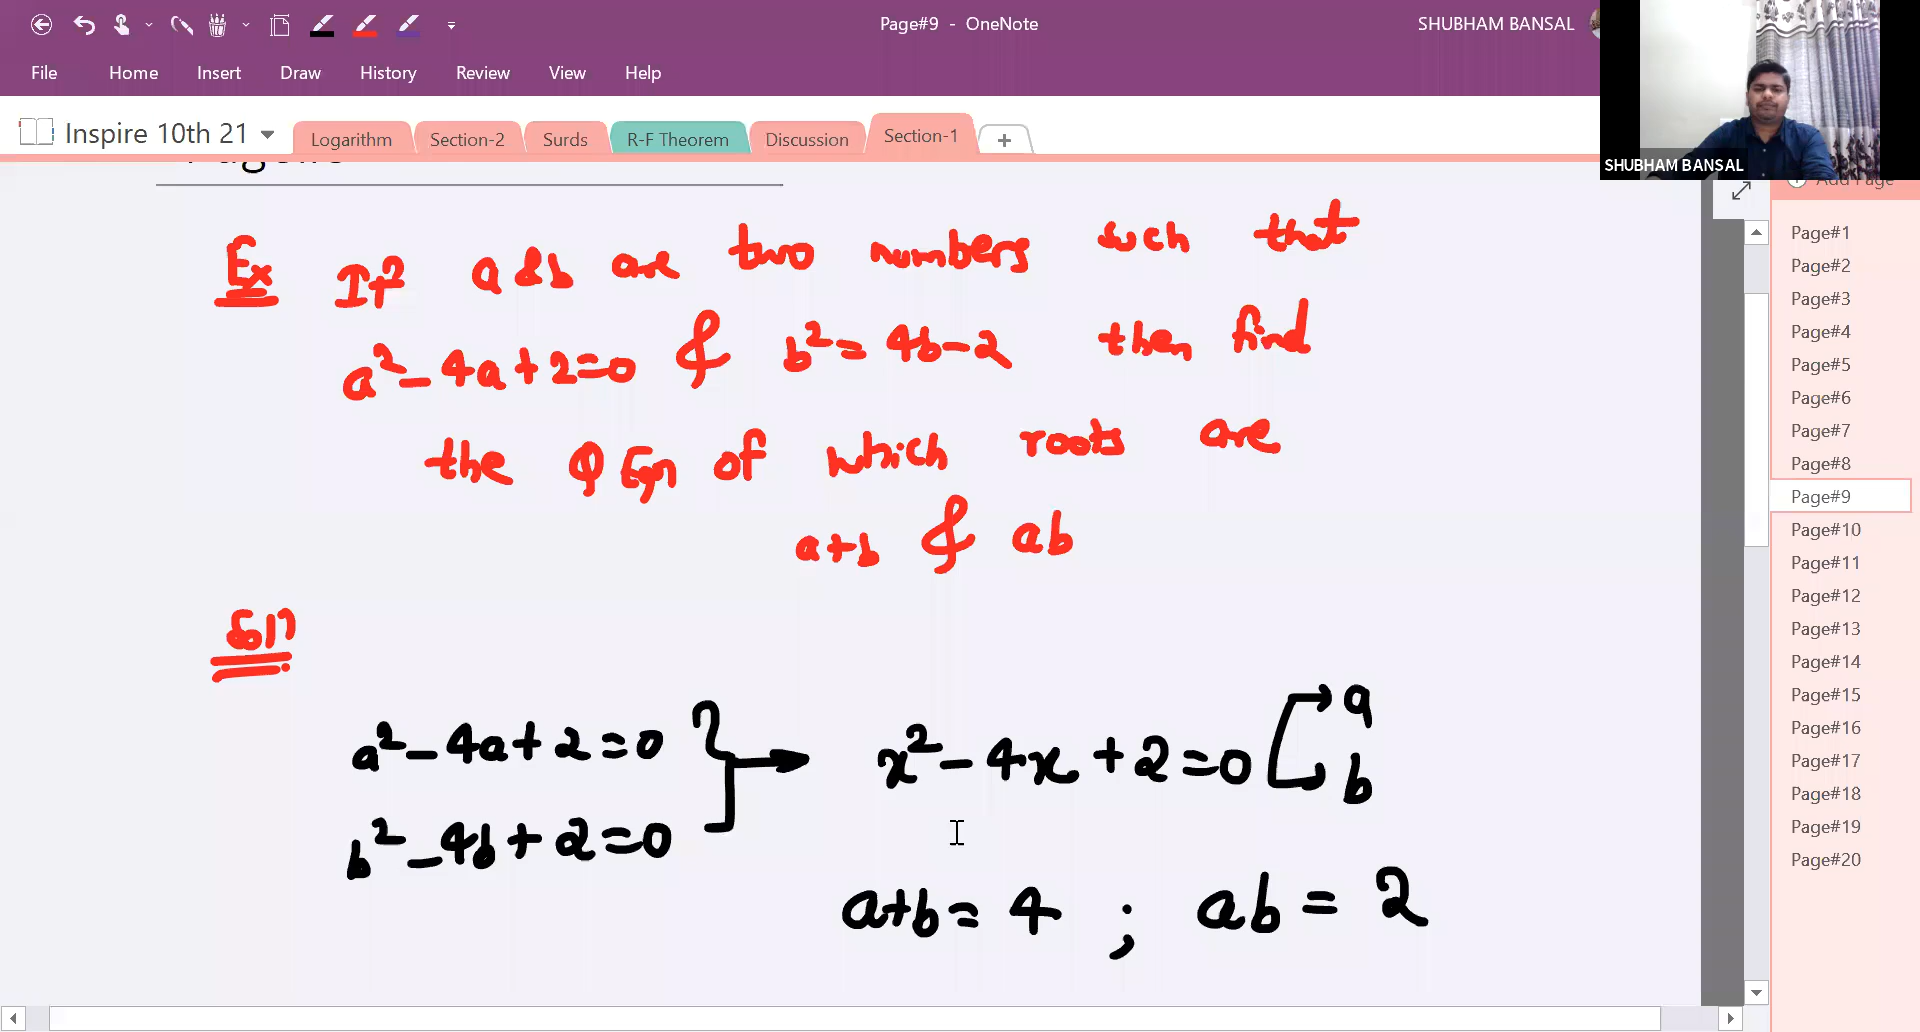 Page#9 - OneNote
SHUBHAM BANSAL
File Home Insert Draw History Review View Help
Inspire 10th 21
Logarithm Section-2 Surds R-F Theorem Discussion Section-1
SHUBHAM BANSAL
Add Page
Ex If a & b are two numbers such that
a² - 4a + 2 = 0 & b² = 4b - 2 then find
the Q Eqn of which roots are
a+b & ab
Soln
a² - 4a + 2 = 0
b² - 4b + 2 = 0
x² - 4x + 2 = 0
a
b
a+b = 4 ; ab = 2
Page#1
Page#2
Page#3
Page#4
Page#5
Page#6
Page#7
Page#8
Page#9
Page#10
Page#11
Page#12
Page#13
Page#14
Page#15
Page#16
Page#17
Page#18
Page#19
Page#20